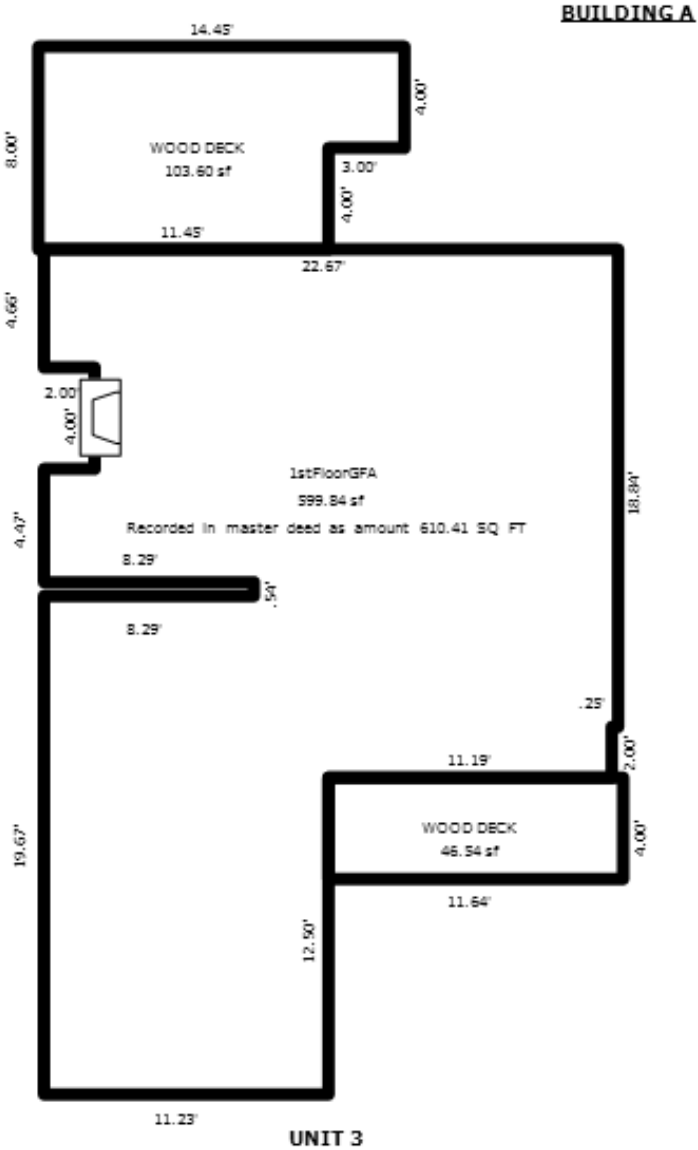 BUILDING A
14.45'
8.00'
4.00'
WOOD DECK
103.60 sf
3.00'
4.00'
11.45'
22.67'
4.66'
2.00'
4.00'
1stFloorGFA
599.84 sf
Recorded in master deed as amount 610.41 SQ FT
18.84'
4.47'
8.29'
.54'
8.29'
.25'
2.00'
11.19'
WOOD DECK
46.54 sf
4.00'
11.64'
19.67'
12.50'
11.23'
UNIT 3